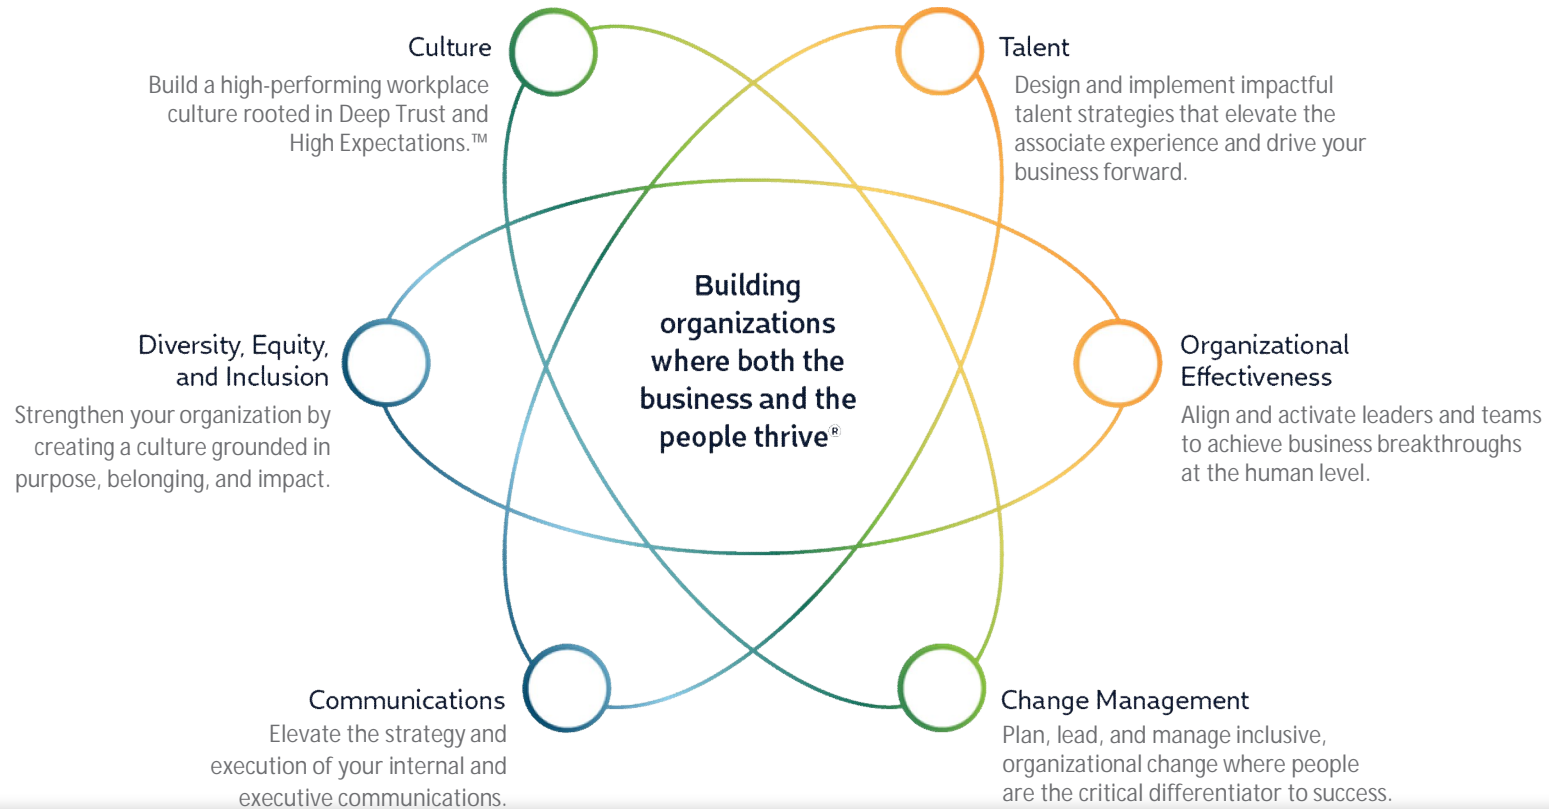 Culture
Build a high-performing workplace
culture rooted in Deep Trust and
High Expectations.™
Talent
Design and implement impactful
talent strategies that elevate the
associate experience and drive your
business forward.
Building
organizations
where both the
business and the
people thrive®
Diversity, Equity,
and Inclusion
Strengthen your organization by
creating a culture grounded in
purpose, belonging, and impact.
Organizational
Effectiveness
Align and activate leaders and teams
to achieve business breakthroughs
at the human level.
Communications
Elevate the strategy and
execution of your internal and
executive communications.
Change Management
Plan, lead, and manage inclusive,
organizational change where people
are the critical differentiator to success.